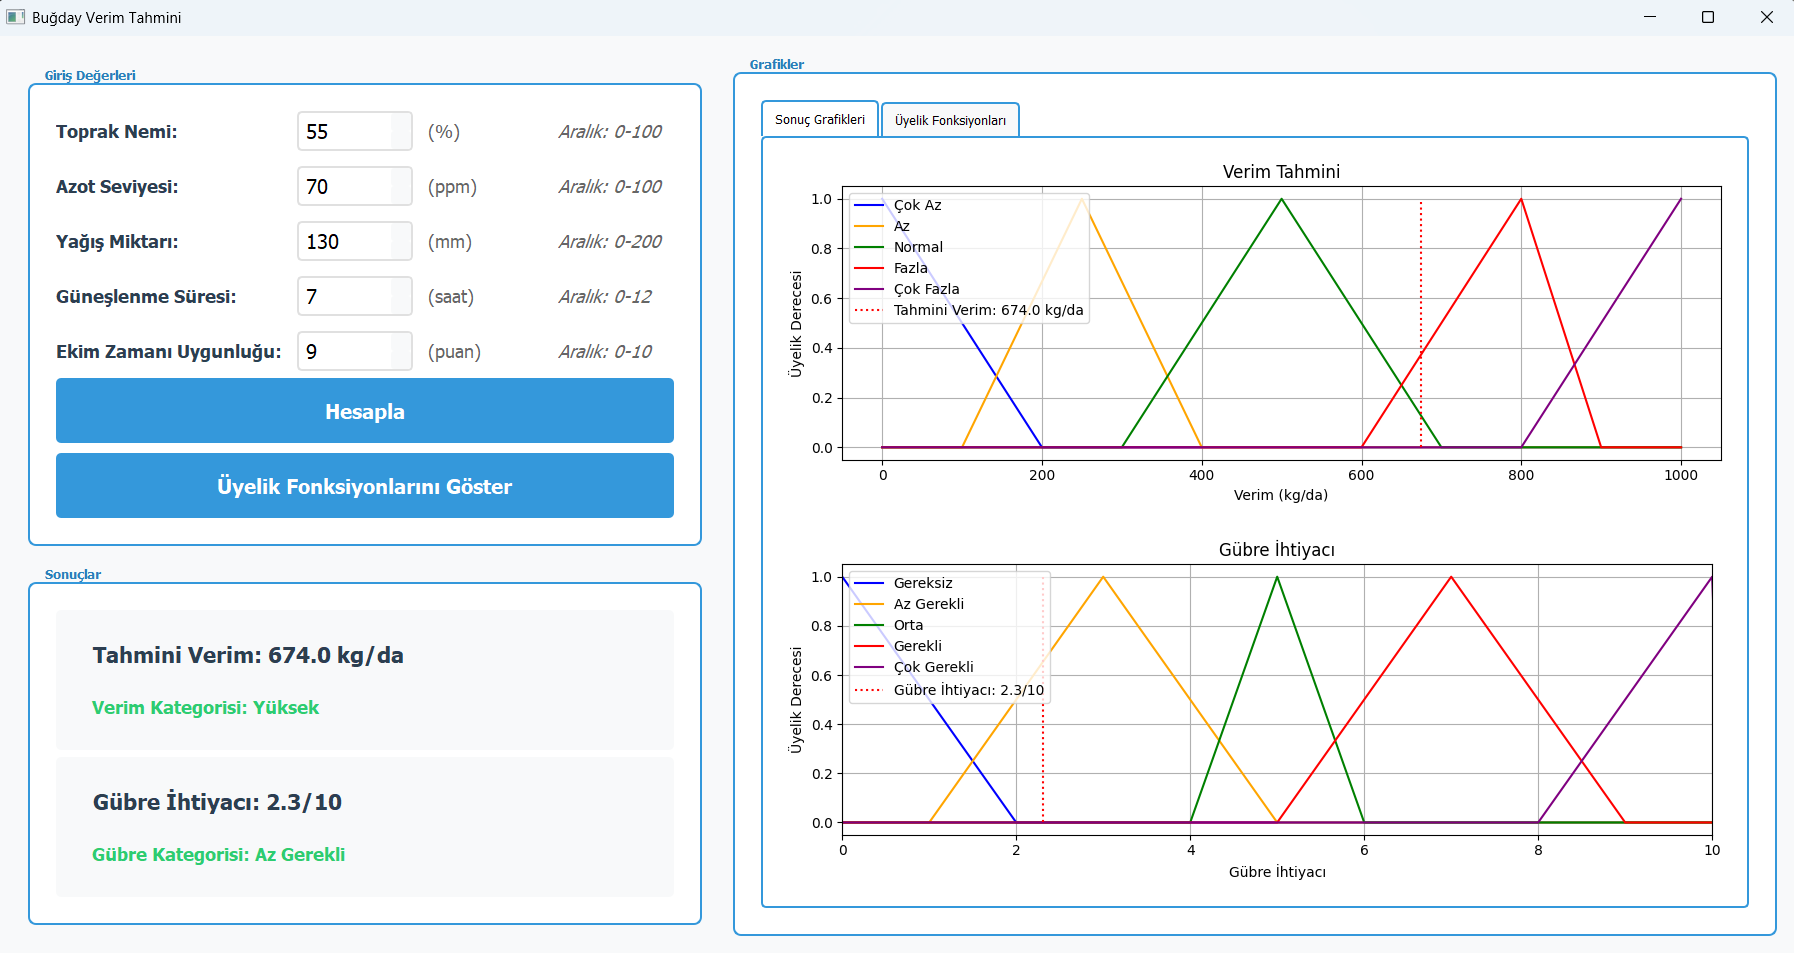 Buğday Verim Tahmini
Giriş Değerleri
Toprak Nemi: 55 (%) Aralık: 0-100
Azot Seviyesi: 70 (ppm) Aralık: 0-100
Yağış Miktarı: 130 (mm) Aralık: 0-200
Güneşlenme Süresi: 7 (saat) Aralık: 0-12
Ekim Zamanı Uygunluğu: 9 (puan) Aralık: 0-10
Hesapla
Üyelik Fonksiyonlarını Göster
Sonuçlar
Tahmini Verim: 674.0 kg/da
Verim Kategorisi: Yüksek
Gübre İhtiyacı: 2.3/10
Gübre Kategorisi: Az Gerekli
Grafikler
Sonuç Grafikleri Üyelik Fonksiyonları
Verim Tahmini
Üyelik Derecesi
1.0
0.8
0.6
0.4
0.2
0.0
Çok Az
Az
Normal
Fazla
Çok Fazla
Tahmini Verim: 674.0 kg/da
0 200 400 600 800 1000
Verim (kg/da)
Gübre İhtiyacı
Üyelik Derecesi
1.0
0.8
0.6
0.4
0.2
0.0
Gereksiz
Az Gerekli
Orta
Gerekli
Çok Gerekli
Gübre İhtiyacı: 2.3/10
0 2 4 6 8 10
Gübre İhtiyacı